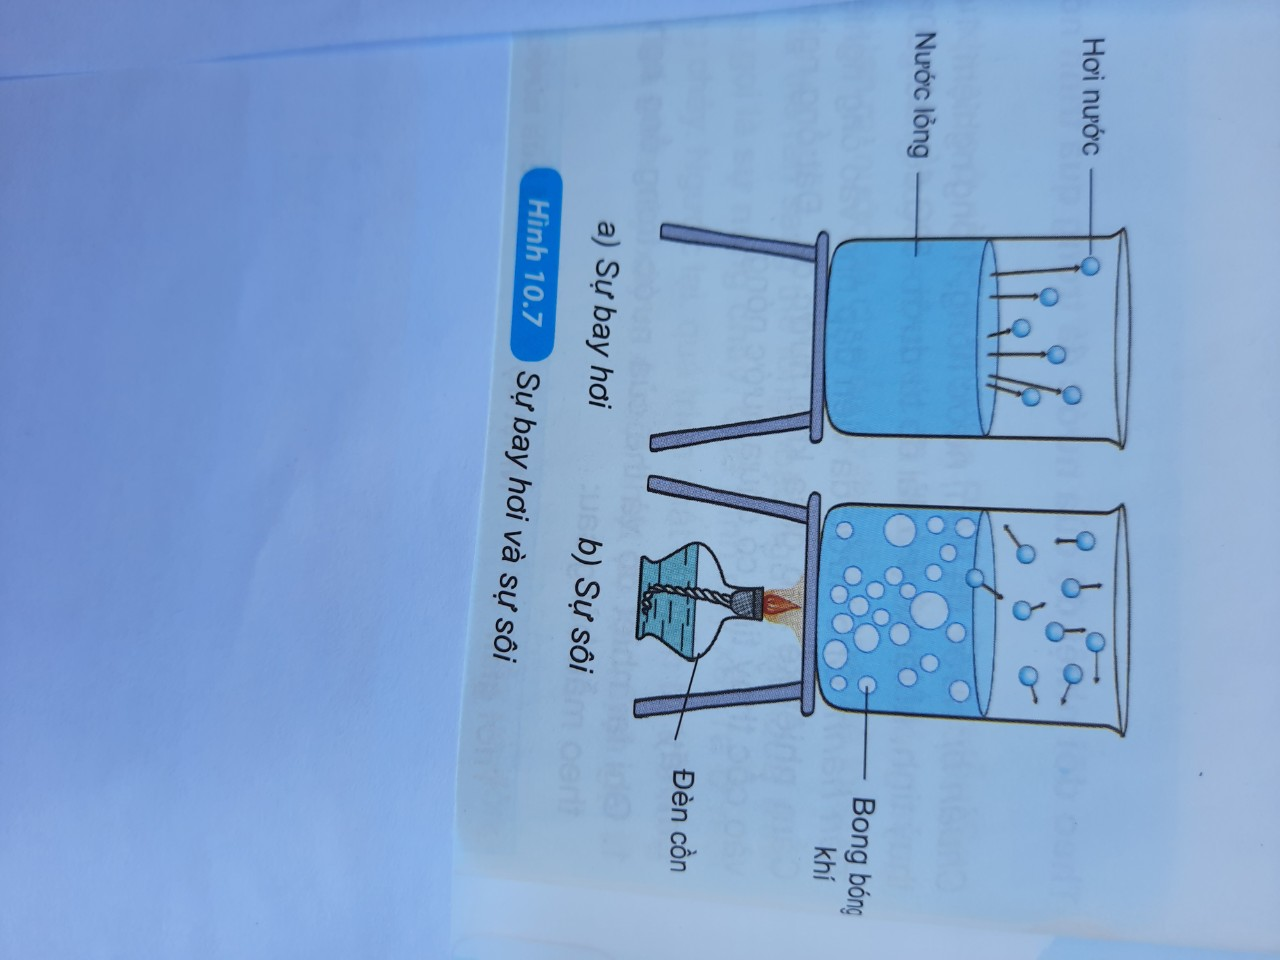 Hơi nước
Nước lỏng
Bong bóng
khí
Đèn cồn
a) Sự bay hơi
b) Sự sôi
Hình 10.7 Sự bay hơi và sự sôi